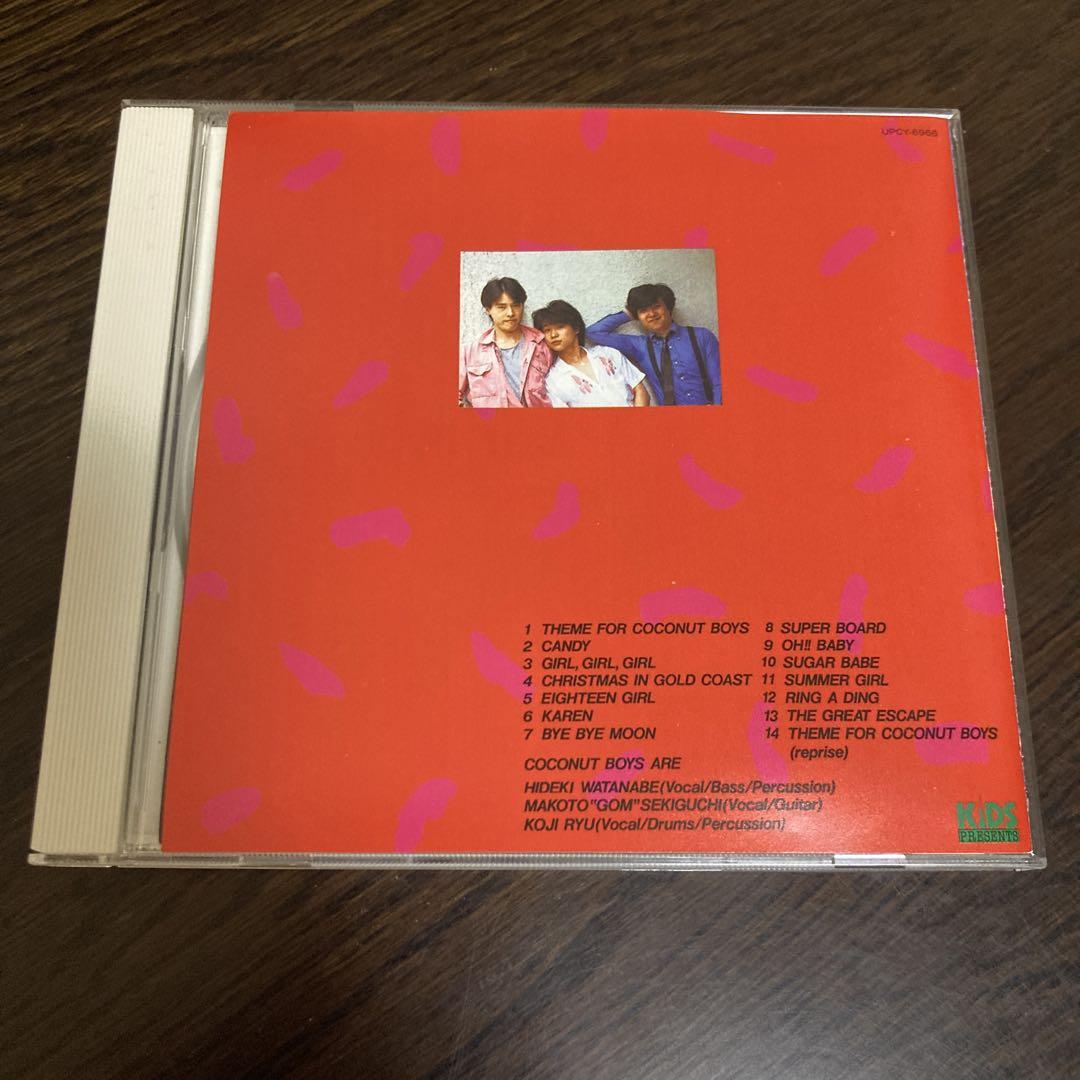 UPCY-6966
1 THEME FOR COCONUT BOYS
2 CANDY
3 GIRL, GIRL, GIRL
4 CHRISTMAS IN GOLD COAST
5 EIGHTEEN GIRL
6 KAREN
7 BYE BYE MOON
8 SUPER BOARD
9 OH!! BABY
10 SUGAR BABE
11 SUMMER GIRL
12 RING A DING
13 THE GREAT ESCAPE
14 THEME FOR COCONUT BOYS
(reprise)
COCONUT BOYS ARE
HIDEKI WATANABE(Vocal/Bass/Percussion)
MAKOTO"GOM"SEKIGUCHI(Vocal/Guitar)
KOJI RYU(Vocal/Drums/Percussion)
KIDS
PRESENTS